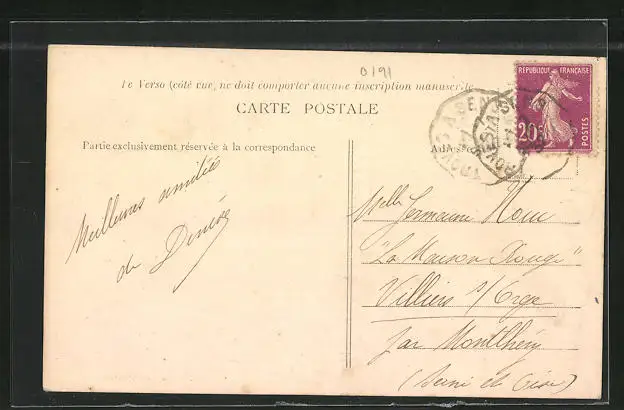 0191
Le Verso (côté vue) ne doit comporter aucune inscription manuscrite
CARTE POSTALE
Partie exclusivement réservée à la correspondance
Adresse
REPUBLIQUE FRANÇAISE
20c
POSTES
Meilleures amitiés
de Denise
Melle Germaine
"La Maison Rouge"
Villiers s/ Orge
par Montlhéry
(Seine et Oise)